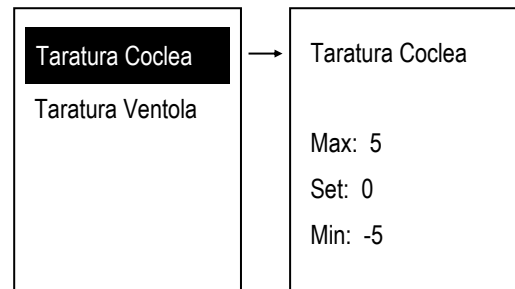 Taratura Coclea
Taratura Ventola
Taratura Coclea
Max: 5
Set: 0
Min: -5